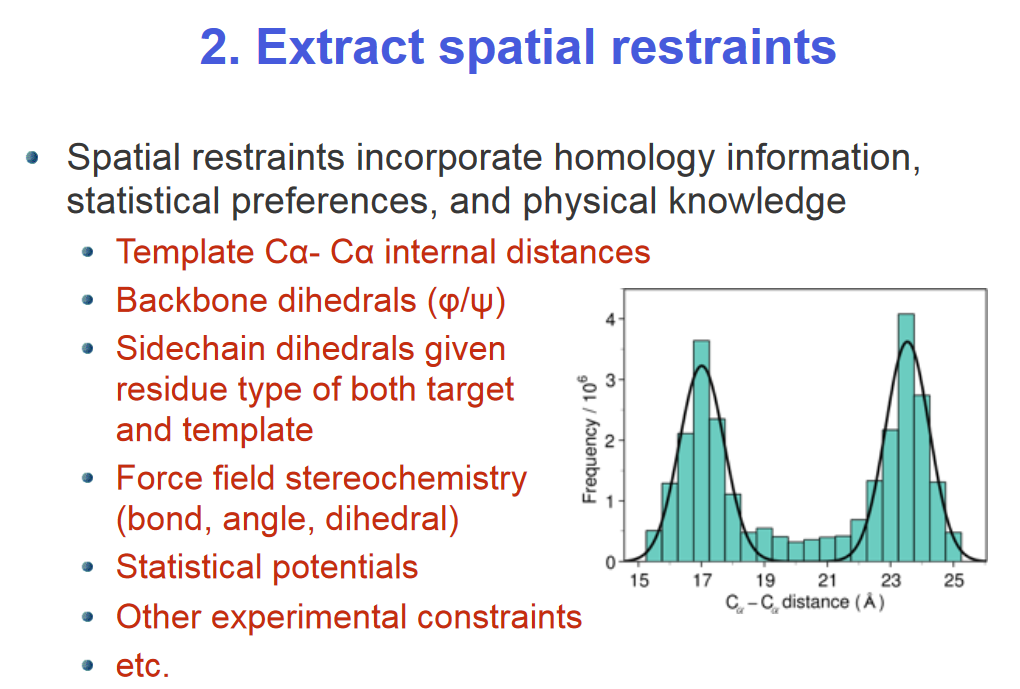 2. Extract spatial restraints
• Spatial restraints incorporate homology information,
statistical preferences, and physical knowledge
• Template Cα- Cα internal distances
• Backbone dihedrals (φ/ψ)
• Sidechain dihedrals given
residue type of both target
and template
• Force field stereochemistry
(bond, angle, dihedral)
• Statistical potentials
• Other experimental constraints
• etc.
Frequency / 10⁶
4
3
2
1
0
15 17 19 21 23 25
Cα – Cα distance (Å)